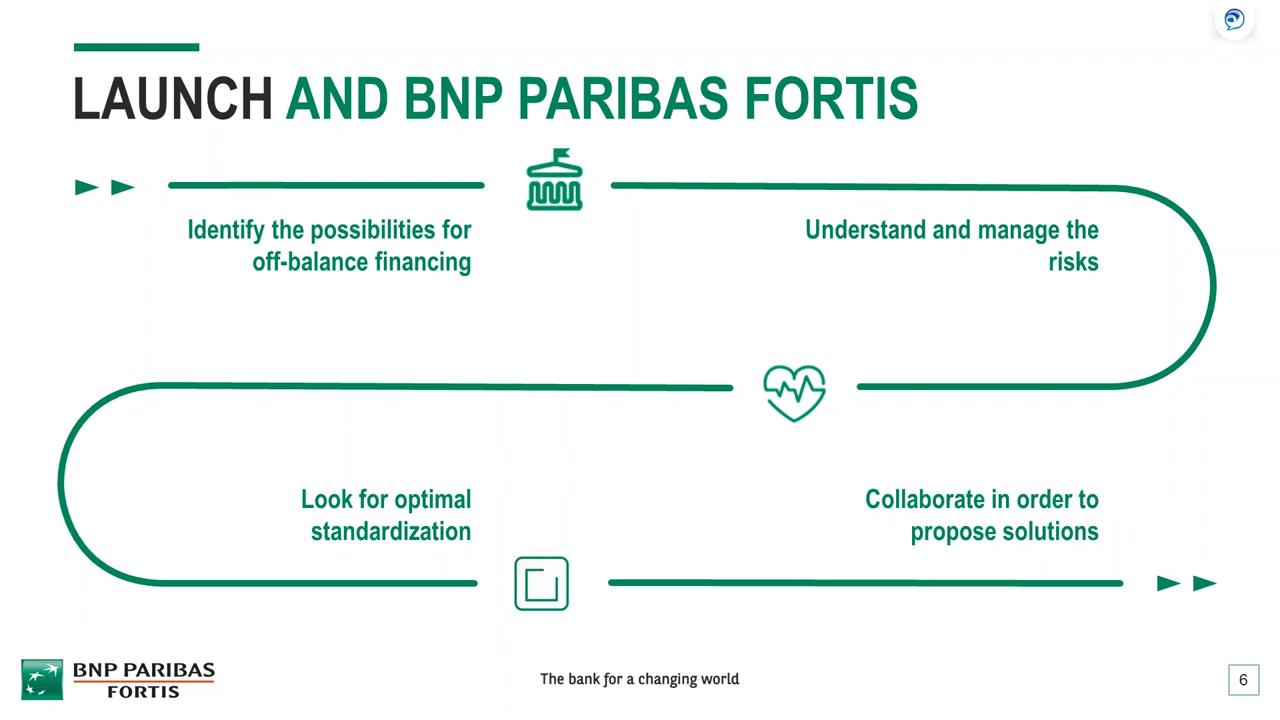 LAUNCH AND BNP PARIBAS FORTIS
Identify the possibilities for
off-balance financing
Understand and manage the
risks
Look for optimal
standardization
Collaborate in order to
propose solutions
BNP PARIBAS
FORTIS
The bank for a changing world
6